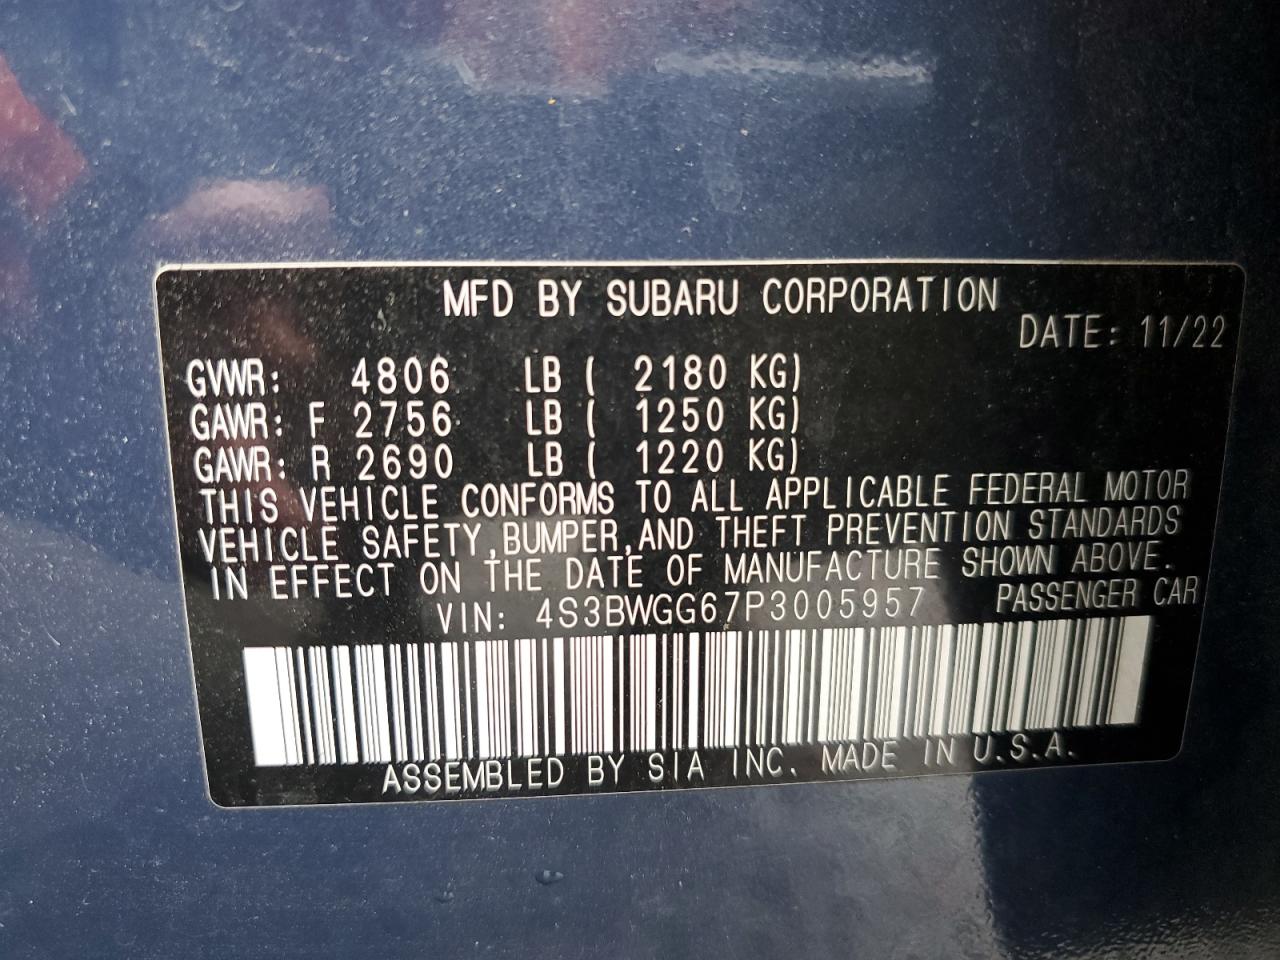 MFD BY SUBARU CORPORATION
DATE: 11/22
GVWR: 4806 LB ( 2180 KG)
GAWR: F 2756 LB ( 1250 KG)
GAWR: R 2690 LB ( 1220 KG)
THIS VEHICLE CONFORMS TO ALL APPLICABLE FEDERAL MOTOR
VEHICLE SAFETY, BUMPER, AND THEFT PREVENTION STANDARDS
IN EFFECT ON THE DATE OF MANUFACTURE SHOWN ABOVE.
VIN: 4S3BWGG67P3005957 PASSENGER CAR
ASSEMBLED BY SIA INC. MADE IN U.S.A.